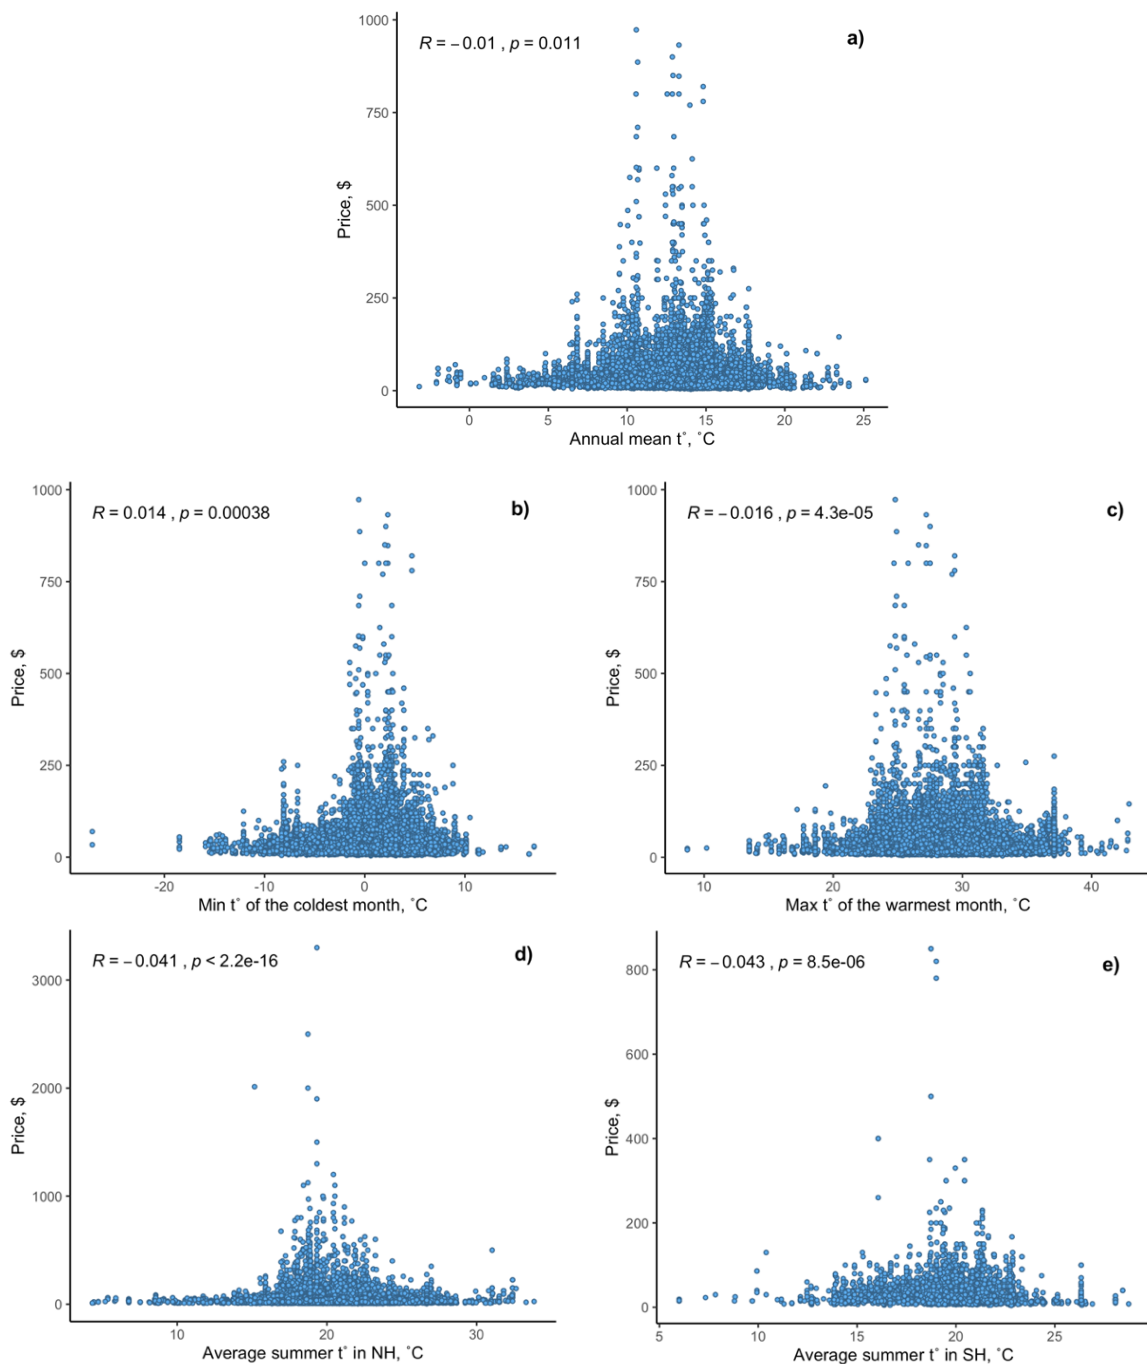 R = −0.01 , p = 0.011
a)
1000
750
500
250
0
Price, $
0 5 10 15 20 25
Annual mean t°, °C
R = 0.014 , p = 0.00038
b)
1000
750
500
250
0
Price, $
-20 -10 0 10
Min t° of the coldest month, °C
R = −0.016 , p = 4.3e-05
c)
1000
750
500
250
0
Price, $
10 20 30 40
Max t° of the warmest month, °C
R = −0.041 , p < 2.2e-16
d)
3000
2000
1000
0
Price, $
10 20 30
Average summer t° in NH, °C
R = −0.043 , p = 8.5e-06
e)
800
600
400
200
0
Price, $
5 10 15 20 25
Average summer t° in SH, °C